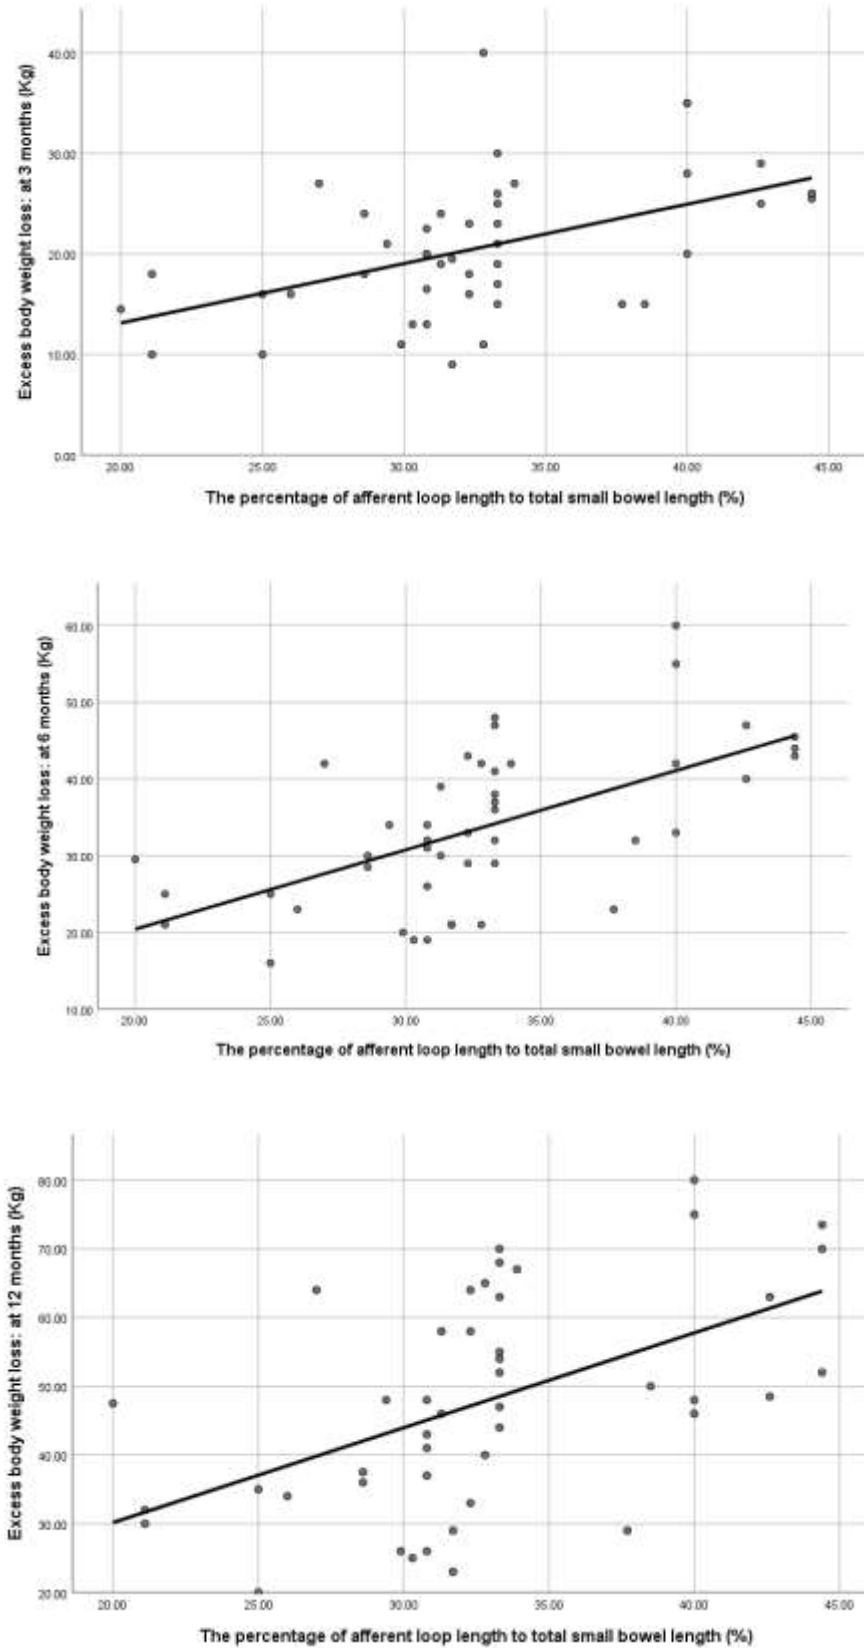 Excess body weight loss: at 3 months (Kg)
40.00
30.00
20.00
10.00
0.00
20.00 25.00 30.00 35.00 40.00 45.00
The percentage of afferent loop length to total small bowel length (%)
Excess body weight loss: at 6 months (Kg)
60.00
50.00
40.00
30.00
20.00
10.00
20.00 25.00 30.00 35.00 40.00 45.00
The percentage of afferent loop length to total small bowel length (%)
Excess body weight loss: at 12 months (Kg)
80.00
70.00
60.00
50.00
40.00
30.00
20.00
20.00 25.00 30.00 35.00 40.00 45.00
The percentage of afferent loop length to total small bowel length (%)